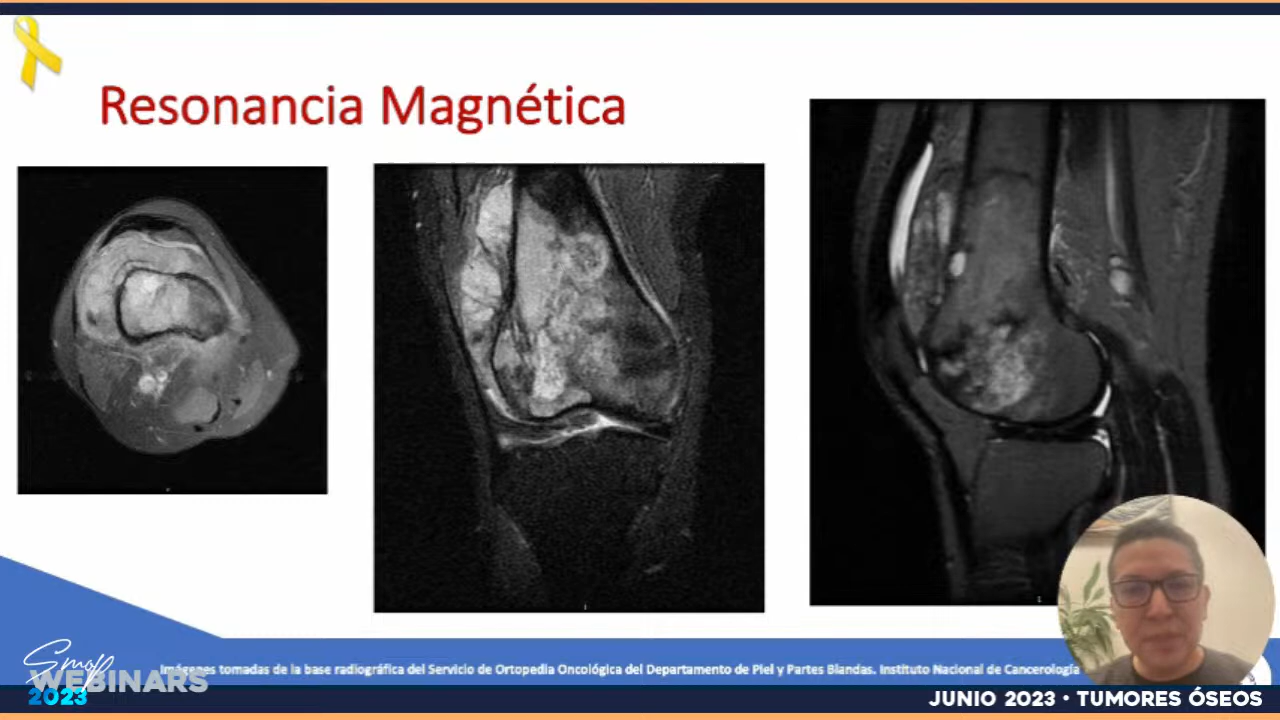 Resonancia Magnética
Imágenes tomadas de la base radiográfica del Servicio de Ortopedia Oncológica del Departamento de Piel y Partes Blandas. Instituto Nacional de Cancerología
WEBINARS
2023
JUNIO 2023 • TUMORES ÓSEOS